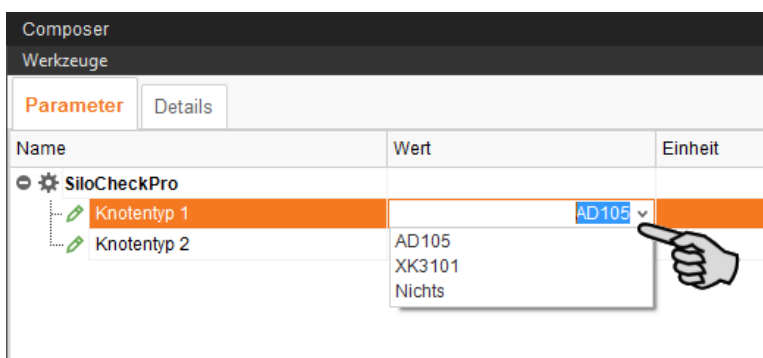 Composer
Werkzeuge
Parameter Details
Name Wert Einheit
SiloCheckPro
Knotentyp 1 AD105
Knotentyp 2
AD105
XK3101
Nichts